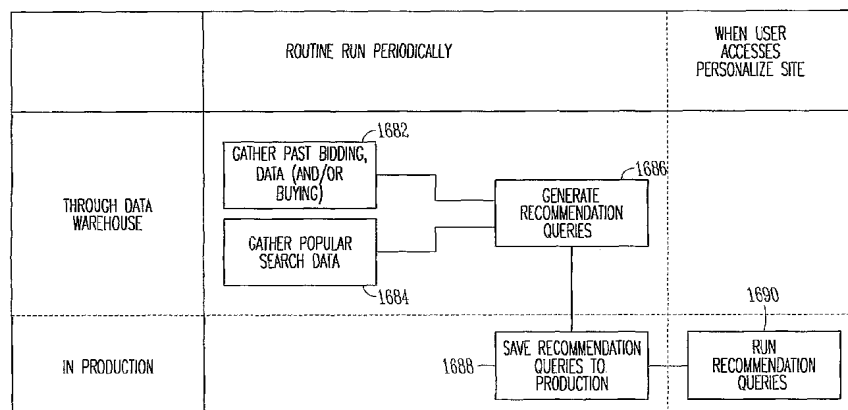 ROUTINE RUN PERIODICALLY
WHEN USER
ACCESSES
PERSONALIZE SITE
THROUGH DATA
WAREHOUSE
1682
GATHER PAST BIDDING,
DATA (AND/OR
BUYING)
GATHER POPULAR
SEARCH DATA
1684
1686
GENERATE
RECOMMENDATION
QUERIES
IN PRODUCTION
1688
SAVE RECOMMENDATION
QUERIES TO
PRODUCTION
1690
RUN
RECOMMENDATION
QUERIES